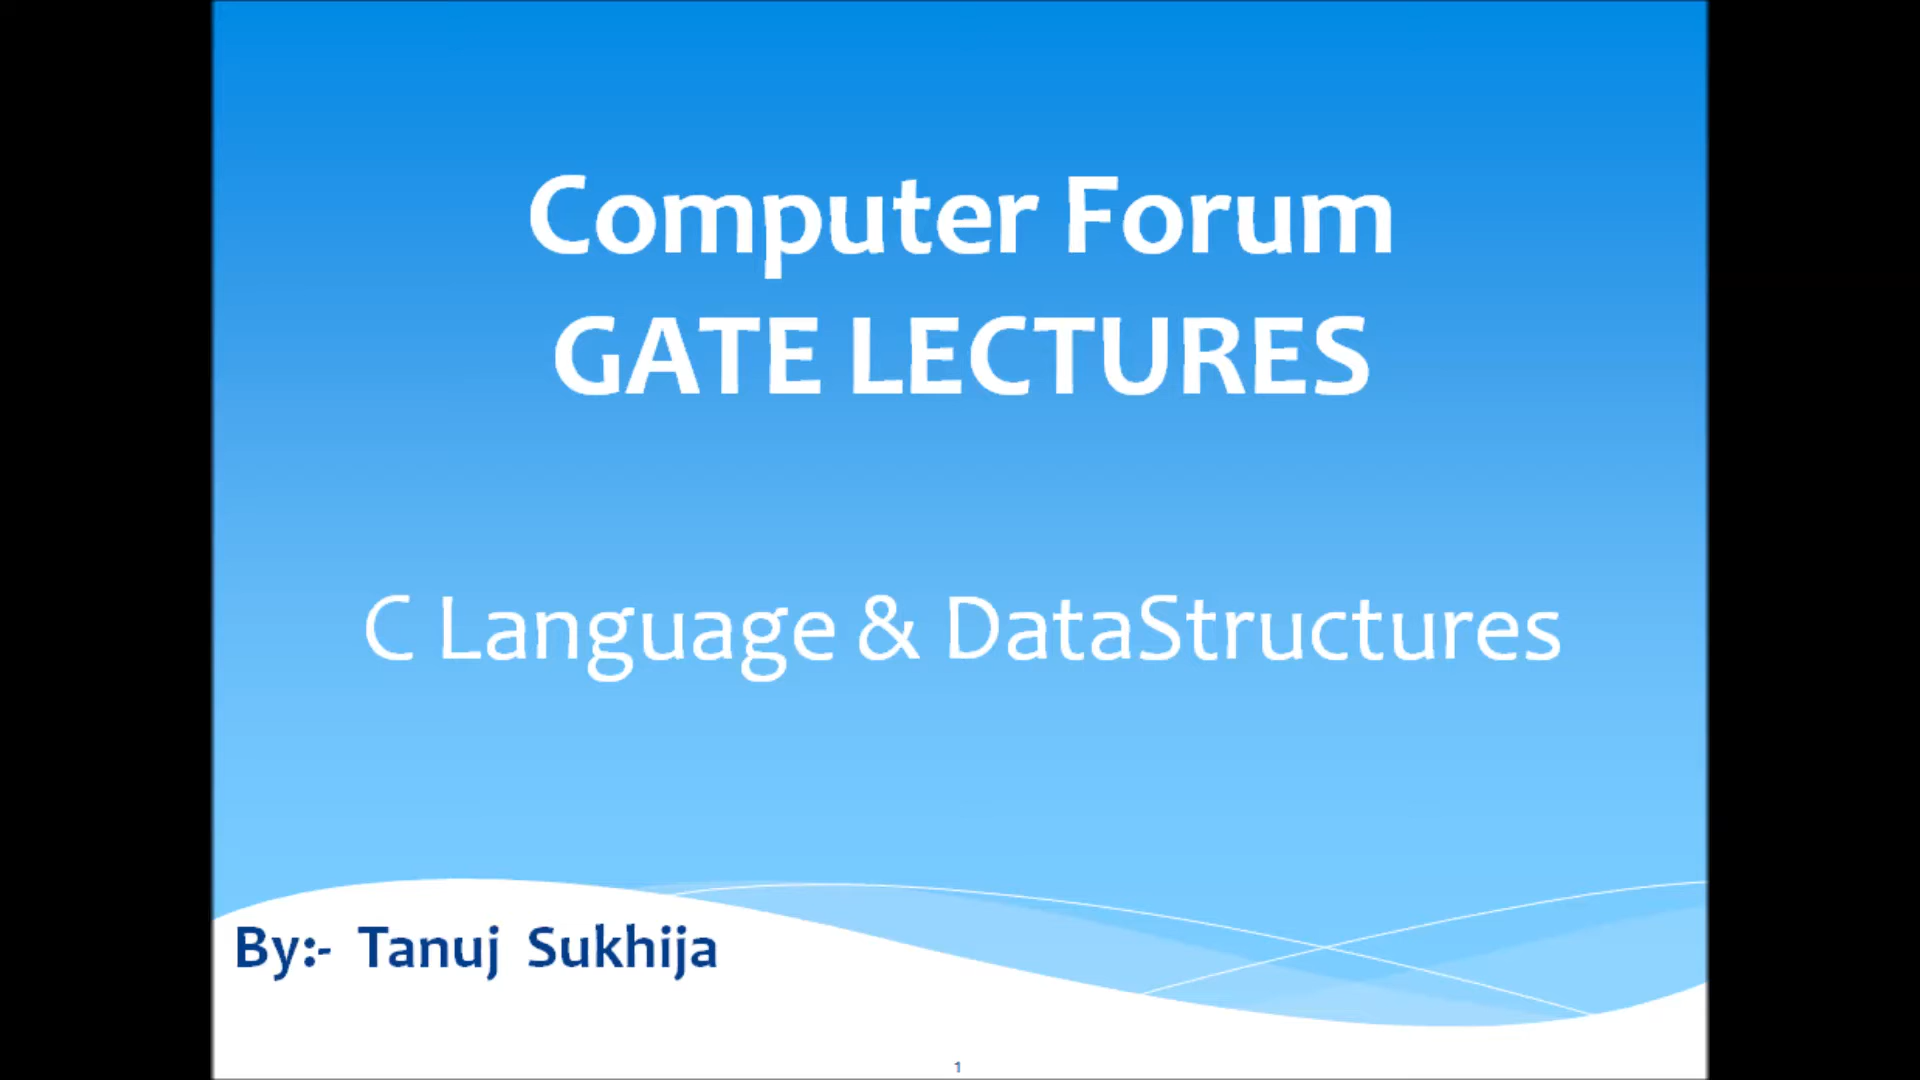 Computer Forum
GATE LECTURES
C Language & DataStructures
By:- Tanuj Sukhija
1